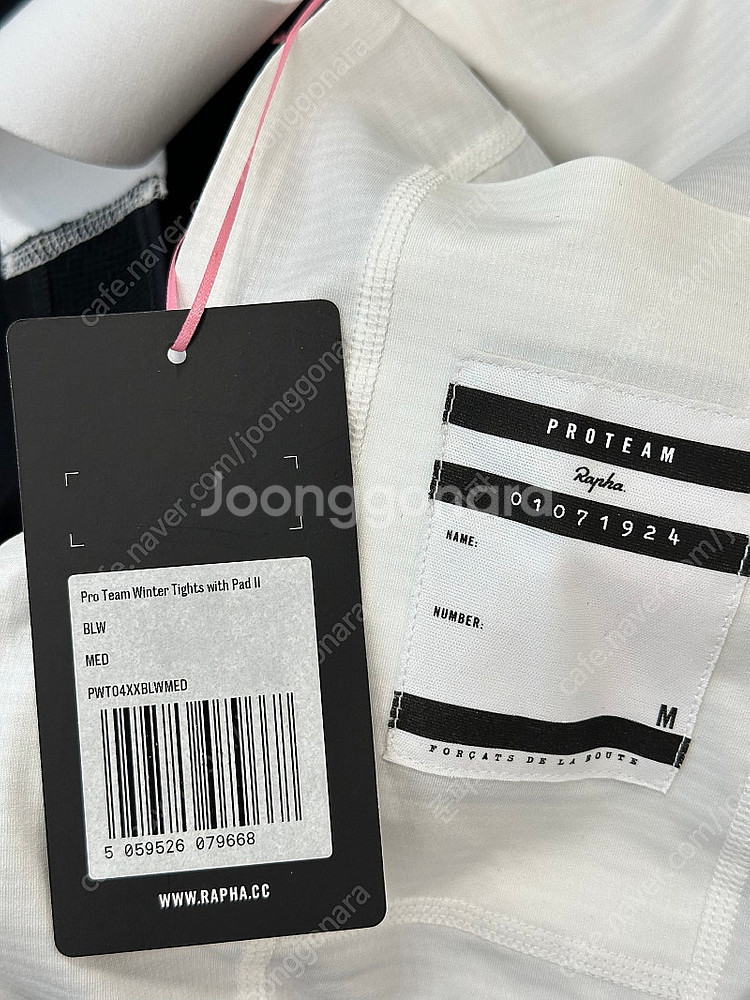 Pro Team Winter Tights with Pad II
BLW
MED
PWT04XXBLWMED
5 059526 079668
WWW.RAPHA.CC
PROTEAM
Rapha.
01071924
NAME:
NUMBER:
M
FORÇATS DE LA ROUTE
Joonggonara
cafe.naver.com/joonggonara